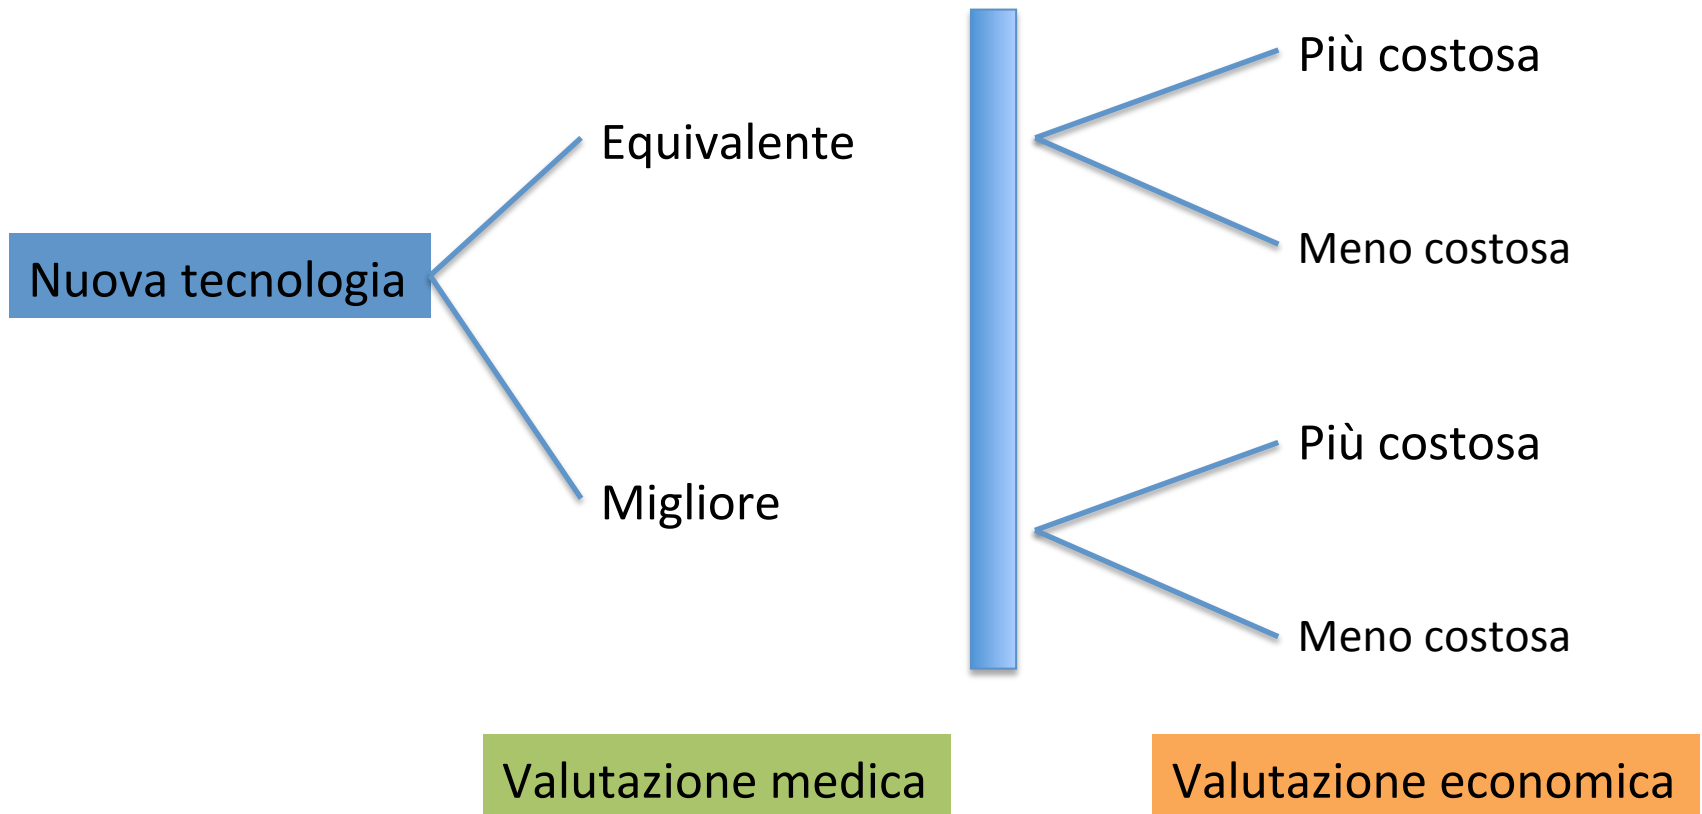 Nuova tecnologia
Equivalente
Migliore
Più costosa
Meno costosa
Più costosa
Meno costosa
Valutazione medica
Valutazione economica